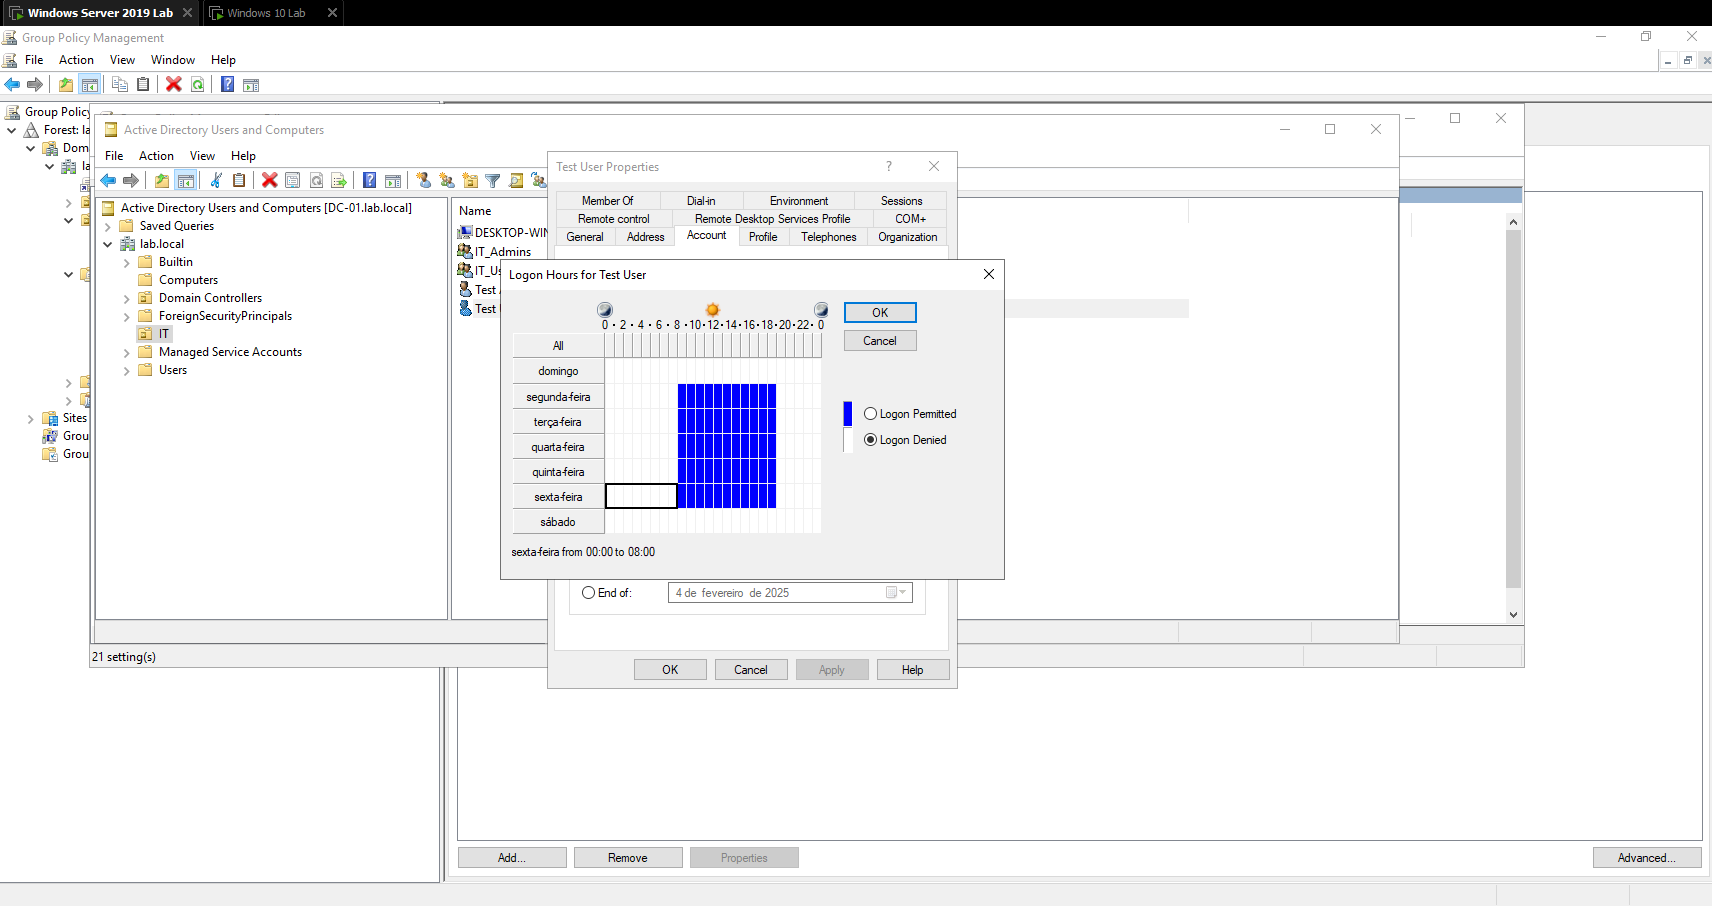 Windows Server 2019 Lab
Windows 10 Lab
Group Policy Management
File Action View Window Help
Group Policy
Forest: la
Dom
la
Sites
Grou
Grou
Active Directory Users and Computers
File Action View Help
Active Directory Users and Computers [DC-01.lab.local]
Saved Queries
lab.local
Builtin
Computers
Domain Controllers
ForeignSecurityPrincipals
IT
Managed Service Accounts
Users
Name
DESKTOP-WIN
IT_Admins
IT_Us
Test
Test
Test User Properties
Member Of Dial-in Environment Sessions
Remote control Remote Desktop Services Profile COM+
General Address Account Profile Telephones Organization
Logon Hours for Test User
0 · 2 · 4 · 6 · 8 · 10 · 12 · 14 · 16 · 18 · 20 · 22 · 0
All
domingo
segunda-feira
terça-feira
quarta-feira
quinta-feira
sexta-feira
sábado
sexta-feira from 00:00 to 08:00
OK
Cancel
Logon Permitted
Logon Denied
End of: 4 de fevereiro de 2025
OK Cancel Apply Help
21 setting(s)
Add... Remove Properties Advanced...